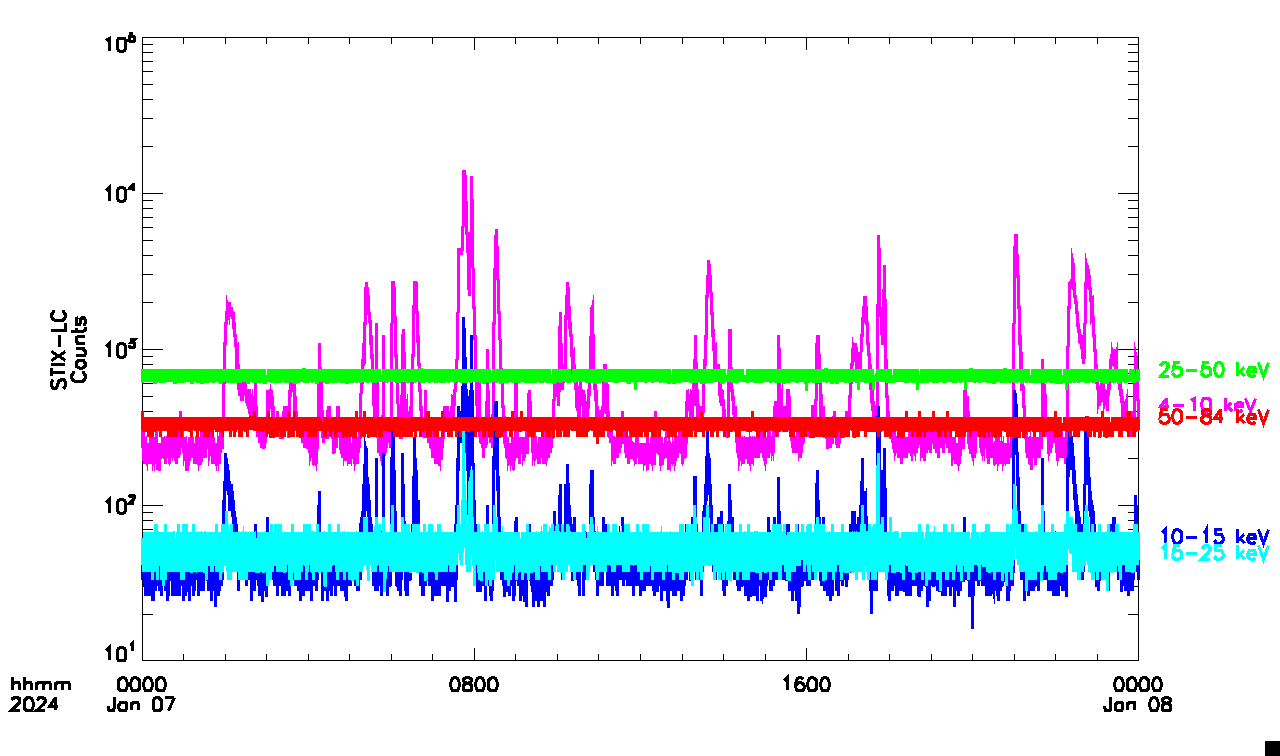 10^6
10^4
10^3
10^2
10^1
STIX-LC
Counts
25-50 keV
4-10 keV
50-84 keV
10-15 keV
15-25 keV
hhmm 0000 0800 1600 0000
2024 Jan 07 Jan 08